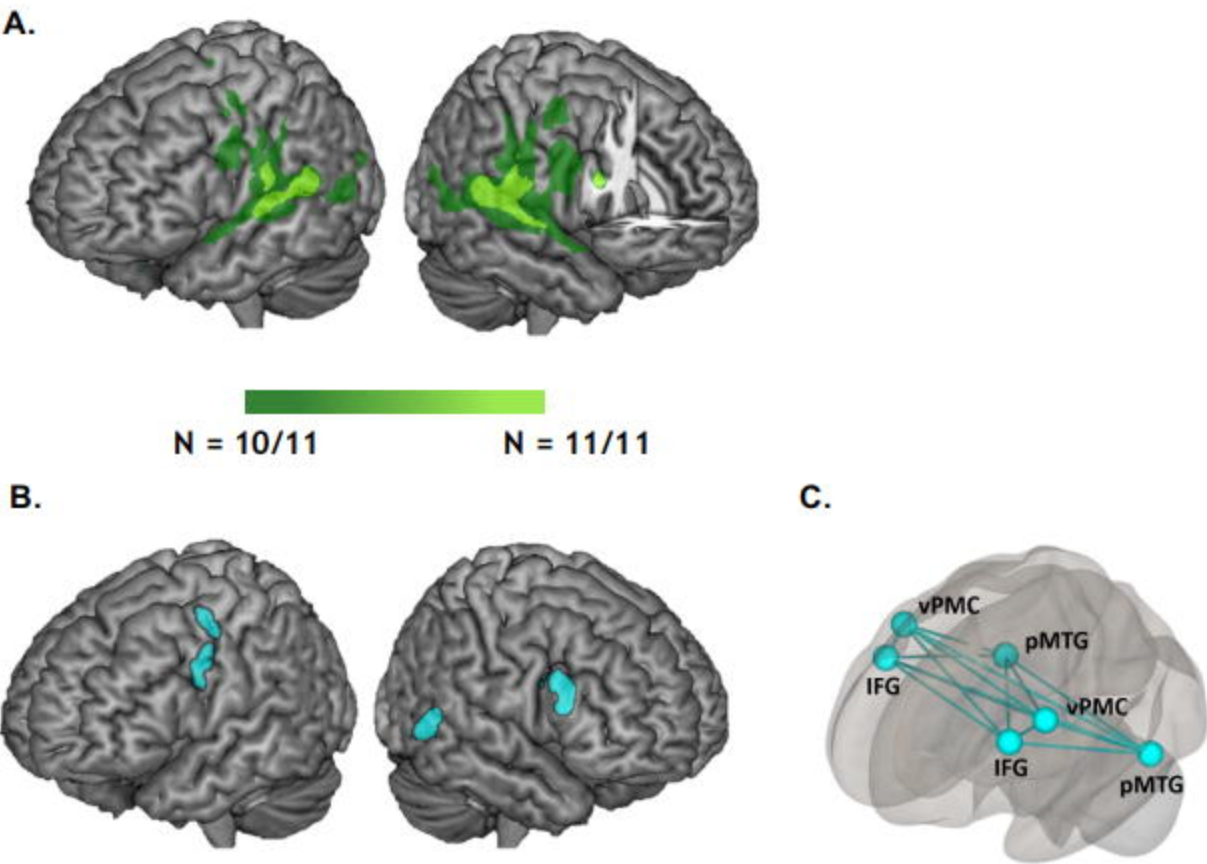 A.
N = 10/11
N = 11/11
B.
C.
vPMC
pMTG
IFG
vPMC
IFG
pMTG